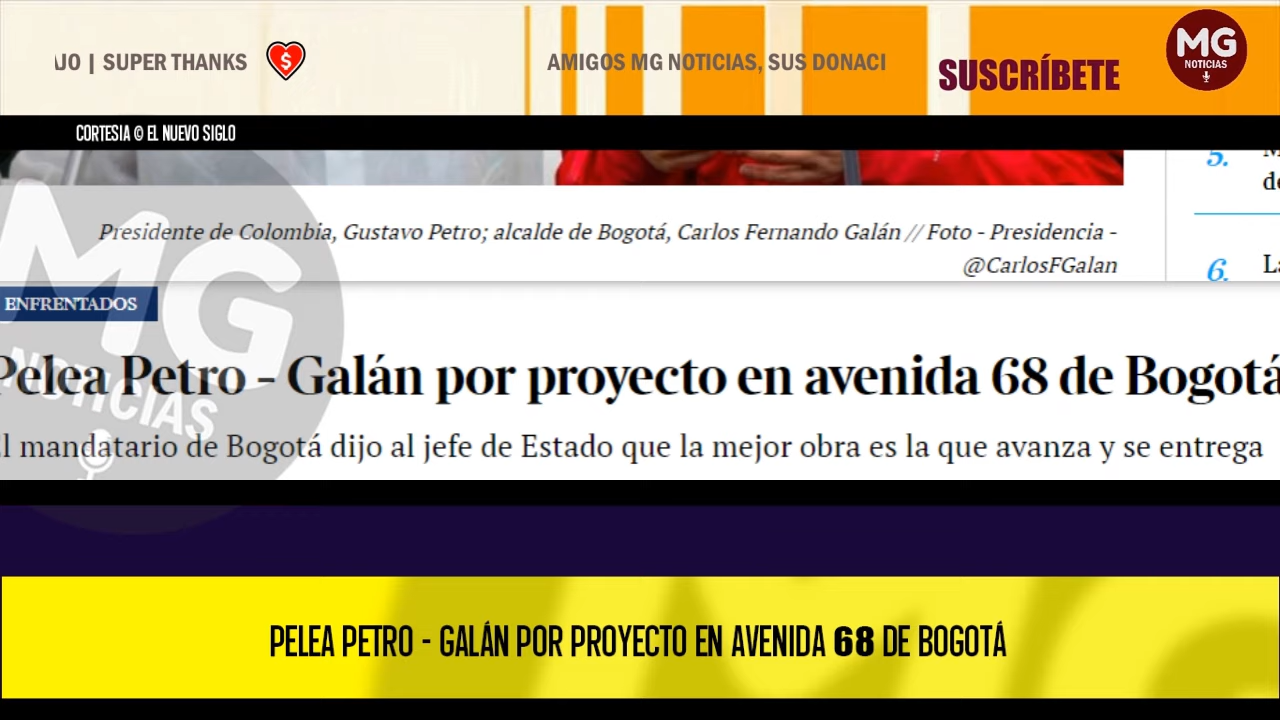 JO | SUPER THANKS
AMIGOS MG NOTICIAS, SUS DONACI
SUSCRÍBETE
MG
NOTICIAS
CORTESIA © EL NUEVO SIGLO
5.
de
Presidente de Colombia, Gustavo Petro; alcalde de Bogotá, Carlos Fernando Galán // Foto - Presidencia -
@CarlosFGalan
6.
La
ENFRENTADOS
MG
NOTICIAS
Pelea Petro - Galán por proyecto en avenida 68 de Bogotá
El mandatario de Bogotá dijo al jefe de Estado que la mejor obra es la que avanza y se entrega
PELEA PETRO - GALÁN POR PROYECTO EN AVENIDA 68 DE BOGOTÁ